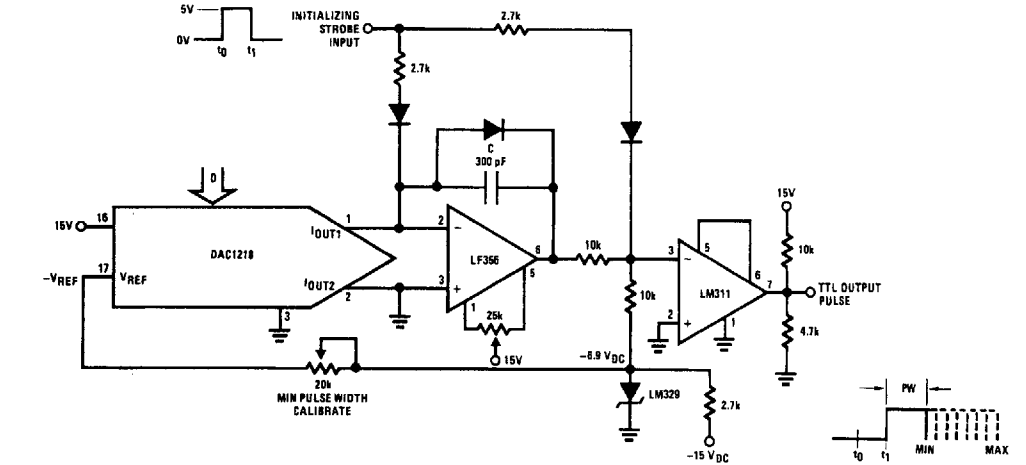 5V
0V
t0 t1
INITIALIZING
STROBE
INPUT
2.7k
2.7k
C
300 pF
D
15V
16
DAC1218
IOUT1
1
2
−
LF356
6
5
10k
3
−
5
6
LM311
7
15V
10k
TTL OUTPUT
PULSE
−VREF
17
VREF
IOUT2
2
3
+
1
25k
15V
10k
2
+
1
4.7k
3
20k
MIN PULSE WIDTH
CALIBRATE
−6.9 VDC
LM329
2.7k
−15 VDC
PW
t0 t1 MIN MAX